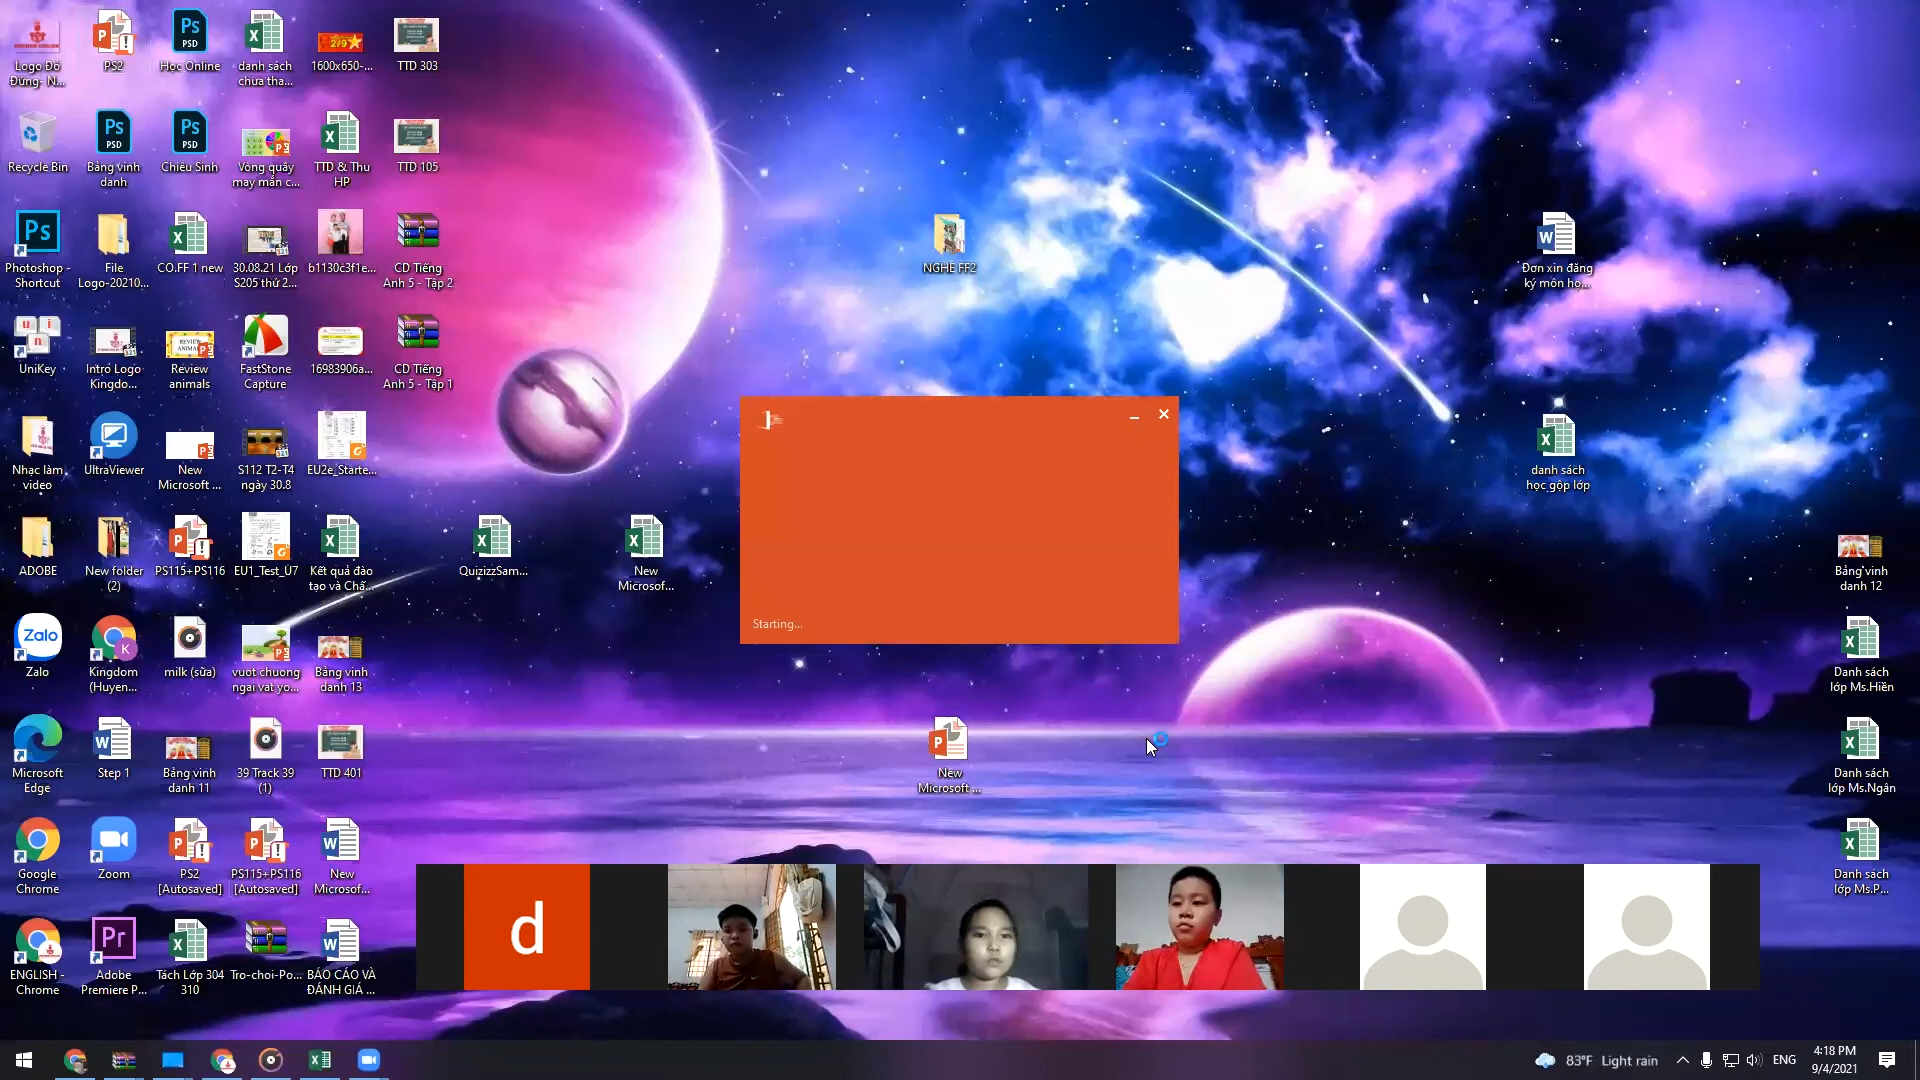 Logo Đỏ
Đứng- N...
PS2
Học Online
danh sách
chưa tha...
1600x650-...
TTD 303
Recycle Bin
Bảng vinh
danh
Chiêu Sinh
Vòng quay
may mắn c...
TTD & Thu
HP
TTD 105
Photoshop -
Shortcut
File
Logo-20210...
CO.FF 1 new
30.08.21 Lớp
S205 thứ 2...
b1130c3f1e...
CD Tiếng
Anh 5 - Tập 2
NGHE FF2
Đơn xin đăng
ký môn họ...
UniKey
Intro Logo
Kingdo...
Review
animals
FastStone
Capture
16983906a...
CD Tiếng
Anh 5 - Tập 1
Nhạc làm
video
UltraViewer
New
Microsoft ...
S112 T2-T4
ngày 30.8
EU2e_Starte...
danh sách
học gộp lớp
ADOBE
New folder
(2)
PS115+PS116
EU1_Test_U7
Kết quả đào
tạo và Chấ...
QuizizzSam...
New
Microsof...
Starting...
Bảng vinh
danh 12
Zalo
Kingdom
(Huyen...
milk (sữa)
vuot chuong
ngai vat yo...
Bảng vinh
danh 13
Danh sách
lớp Ms.Hiền
Microsoft
Edge
Step 1
Bảng vinh
danh 11
39 Track 39
(1)
TTD 401
New
Microsoft ...
Danh sách
lớp Ms.Ngân
Google
Chrome
Zoom
PS2
[Autosaved]
PS115+PS116
[Autosaved]
New
Microsof...
Danh sách
lớp Ms.P...
d
ENGLISH -
Chrome
Adobe
Premiere P...
Tách Lớp 304
310
Tro-choi-Po...
BÁO CÁO VÀ
ĐÁNH GIÁ ...
83°F Light rain
ENG
4:18 PM
9/4/2021